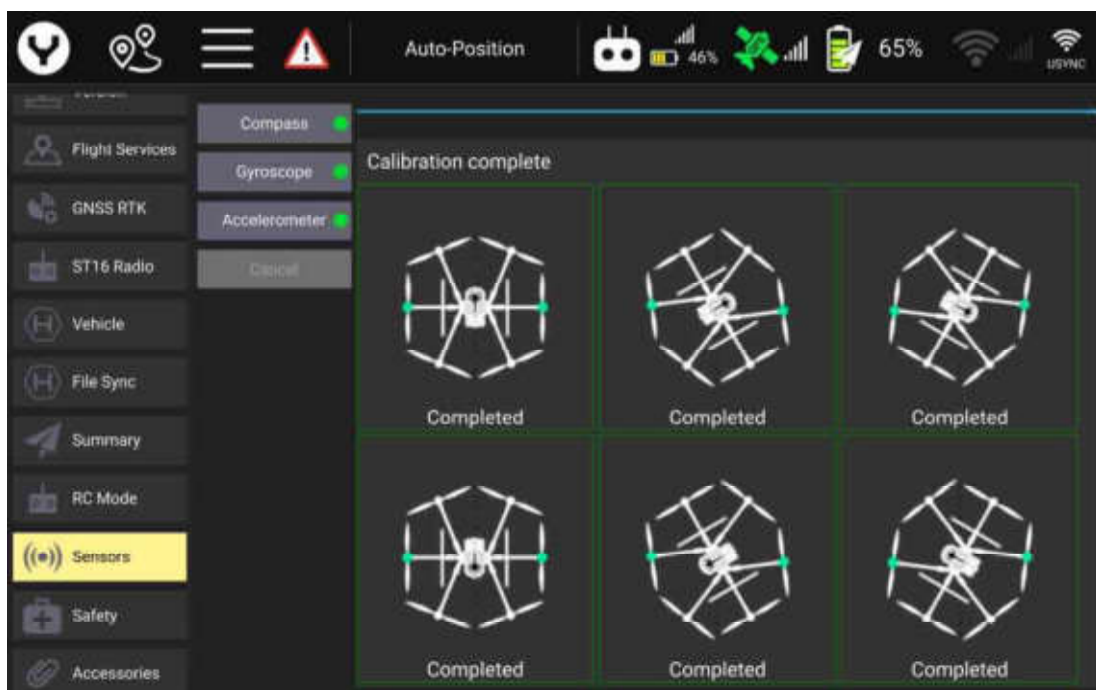 Auto-Position
46%
65%
USYNC
Flight Services
GNSS RTK
ST16 Radio
Vehicle
File Sync
Summary
RC Mode
Sensors
Safety
Accessories
Compass
Gyroscope
Accelerometer
Cancel
Calibration complete
Completed
Completed
Completed
Completed
Completed
Completed